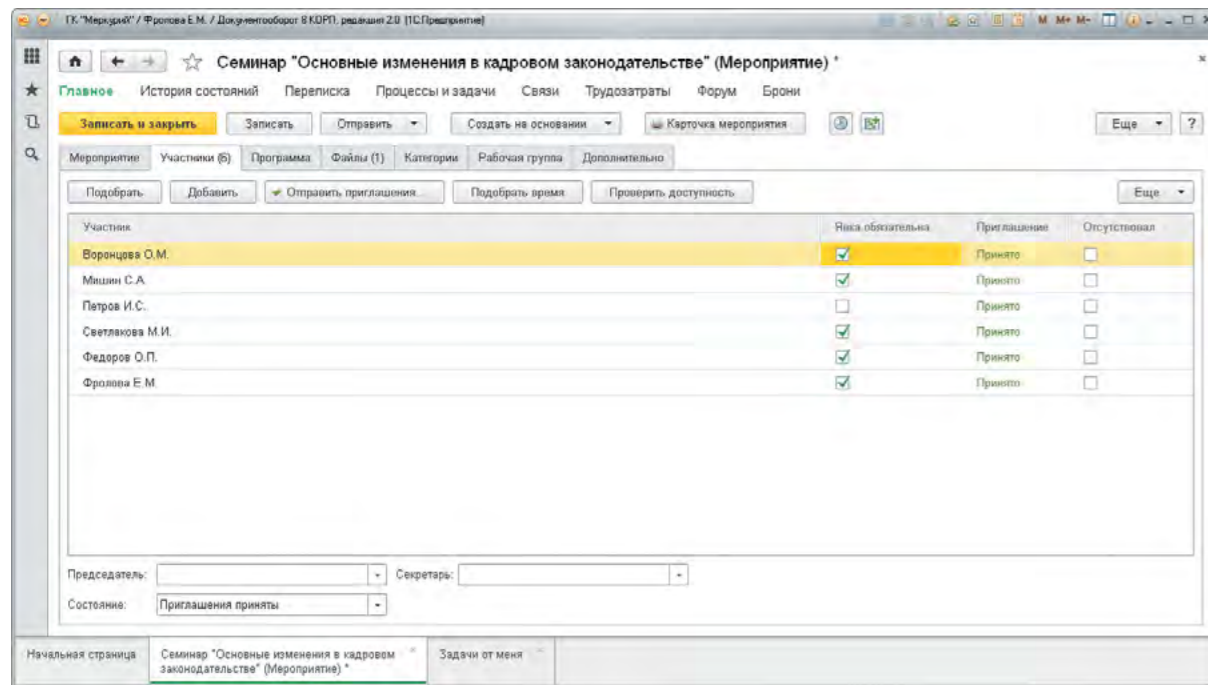 ГК "Меркурий" / Фролова Е.М. / Документооборот 8 КОРП, редакция 2.0 (1С:Предприятие)
M M+ M-
Семинар "Основные изменения в кадровом законодательстве" (Мероприятие) *
Главное История состояний Переписка Процессы и задачи Связи Трудозатраты Форум Брони
Записать и закрыть Записать Отправить Создать на основании Карточка мероприятия Еще ?
Мероприятие Участники (6) Программа Файлы (1) Категории Рабочая группа Дополнительно
Подобрать Добавить Отправить приглашения... Подобрать время Проверить доступность Еще
Участник Явка обязательна Приглашение Отсутствовал
Воронцова О.М. Принято
Мишин С.А. Принято
Петров И.С. Принято
Светлакова М.И. Принято
Федоров О.П. Принято
Фролова Е.М. Принято
Председатель: Секретарь:
Состояние: Приглашения приняты
Начальная страница Семинар "Основные изменения в кадровом Задачи от меня
законодательстве" (Мероприятие) *